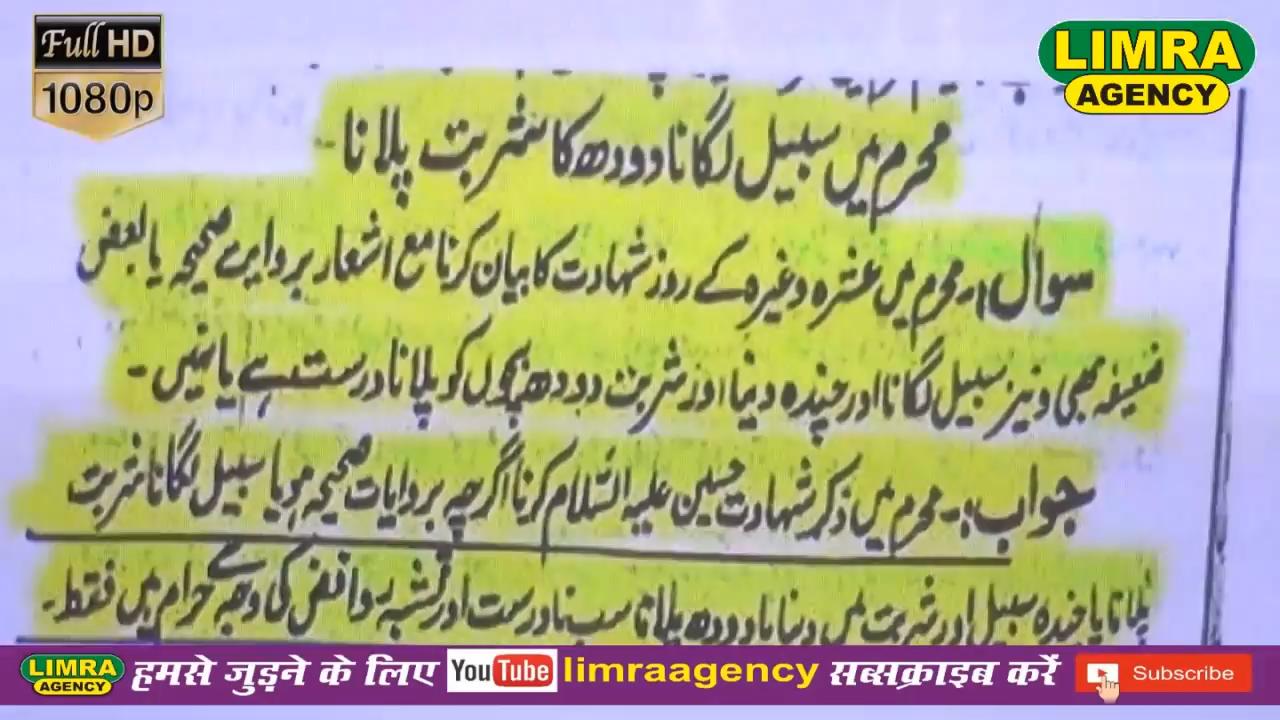 Full HD
1080p
LIMRA
AGENCY
محرم میں سبیل لگانا دودھ کا شربت پلانا۔
سوال:۔ محرم میں عشرہ وغیرہ کے روز شہادت کا بیان کرنا مع اشعار بروایت صحیحہ یا بعض
ضعیفہ بھی و نیز سبیل لگانا اور چندہ دینا اور شربت دودھ بچوں کو پلانا درست ہے یا نہیں۔
جواب:۔ محرم میں ذکر شہادت حسین علیہ السلام کرنا اگرچہ بروایات صحیحہ ہو یا سبیل لگانا شربت
پلانا یا چندہ سبیل اور شربت میں دینا یا دودھ پلانا سب نادرست اور تشبہ روافض کی وجہ سے حرام ہیں فقط۔
LIMRA
AGENCY
हमसे जुड़ने के लिए YouTube limraagency सब्सक्राइब करें Subscribe